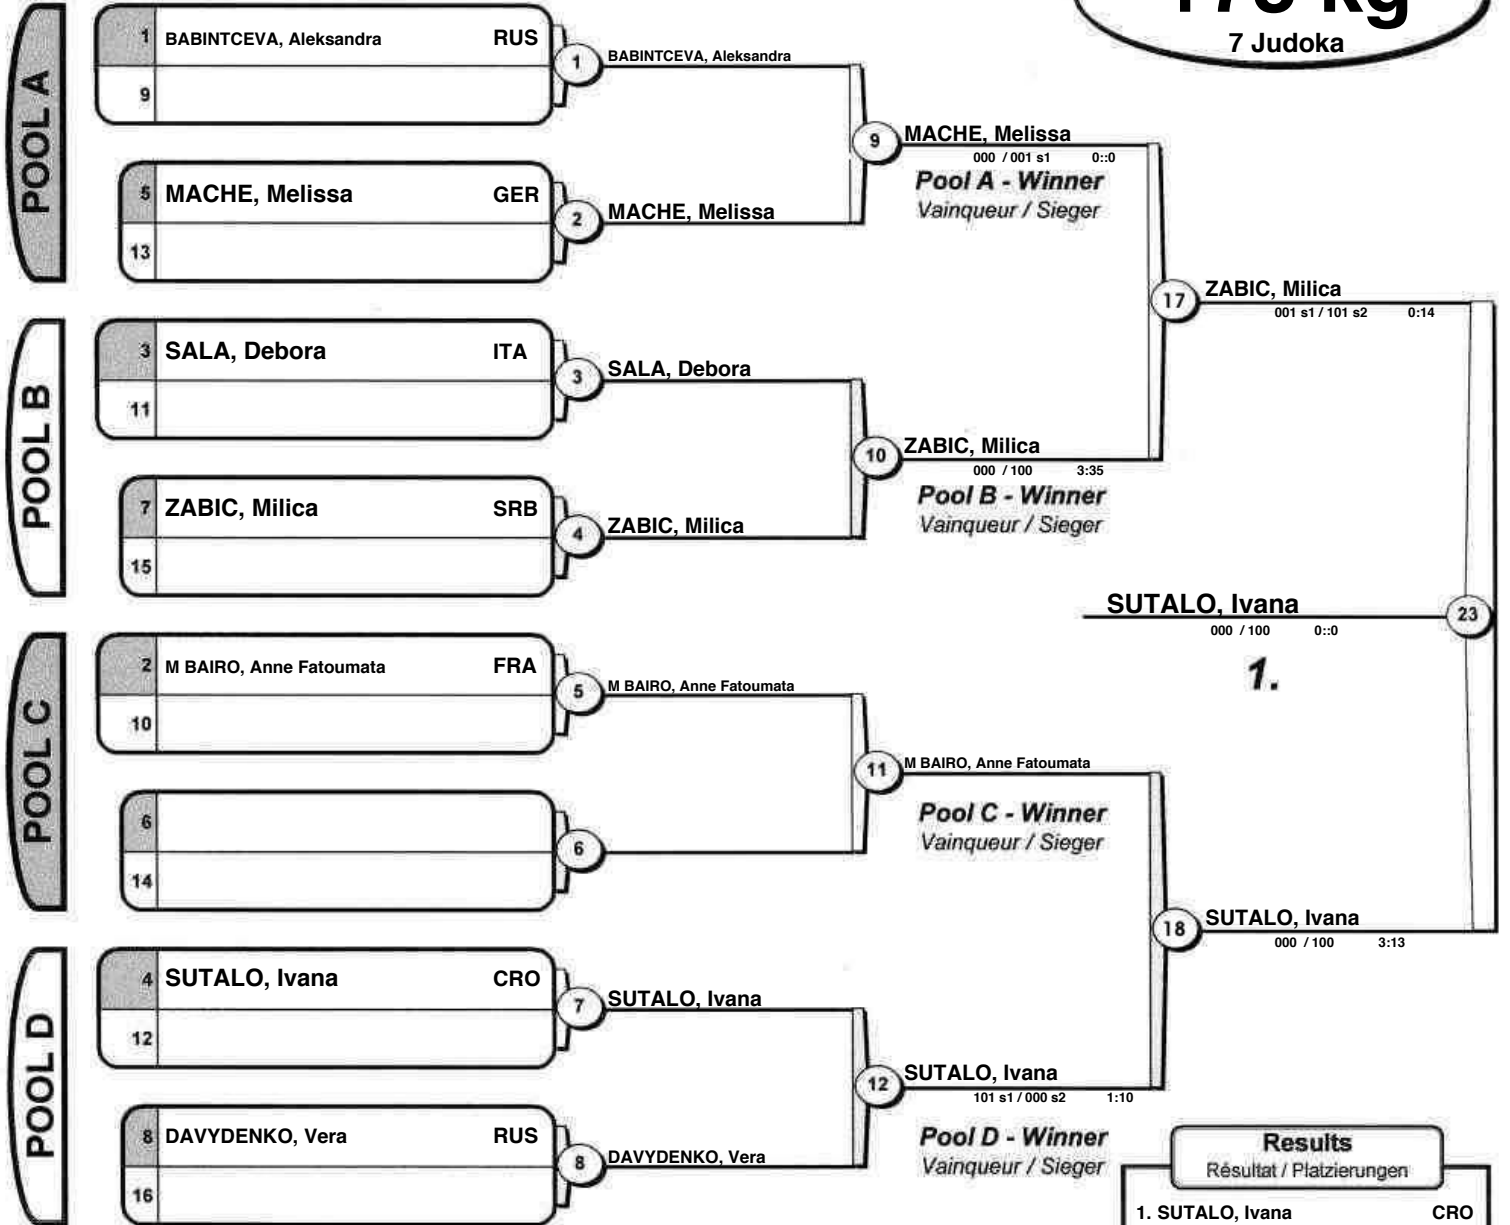 7 Judoka
POOL A
1 BABINTCEVA, Aleksandra RUS
9
1 BABINTCEVA, Aleksandra
5 MACHE, Melissa GER
13
2 MACHE, Melissa
9 MACHE, Melissa
000 / 001 s1 0::0
Pool A - Winner
Vainqueur / Sieger
POOL B
3 SALA, Debora ITA
11
3 SALA, Debora
7 ZABIC, Milica SRB
15
4 ZABIC, Milica
10 ZABIC, Milica
000 / 100 3:35
Pool B - Winner
Vainqueur / Sieger
17 ZABIC, Milica
001 s1 / 101 s2 0:14
SUTALO, Ivana 23
000 / 100 0::0
1.
POOL C
2 M BAIRO, Anne Fatoumata FRA
10
5 M BAIRO, Anne Fatoumata
6
14
6
11 M BAIRO, Anne Fatoumata
Pool C - Winner
Vainqueur / Sieger
18 SUTALO, Ivana
000 / 100 3:13
POOL D
4 SUTALO, Ivana CRO
12
7 SUTALO, Ivana
8 DAVYDENKO, Vera RUS
16
8 DAVYDENKO, Vera
12 SUTALO, Ivana
101 s1 / 000 s2 1:10
Pool D - Winner
Vainqueur / Sieger
Results
Résultat / Platzierungen
1. SUTALO, Ivana CRO